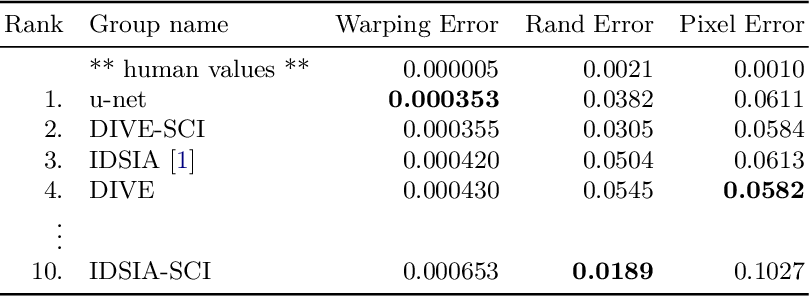 Rank Group name Warping Error Rand Error Pixel Error
** human values ** 0.000005 0.0021 0.0010
1. u-net 0.000353 0.0382 0.0611
2. DIVE-SCI 0.000355 0.0305 0.0584
3. IDSIA [1] 0.000420 0.0504 0.0613
4. DIVE 0.000430 0.0545 0.0582
⋮
10. IDSIA-SCI 0.000653 0.0189 0.1027